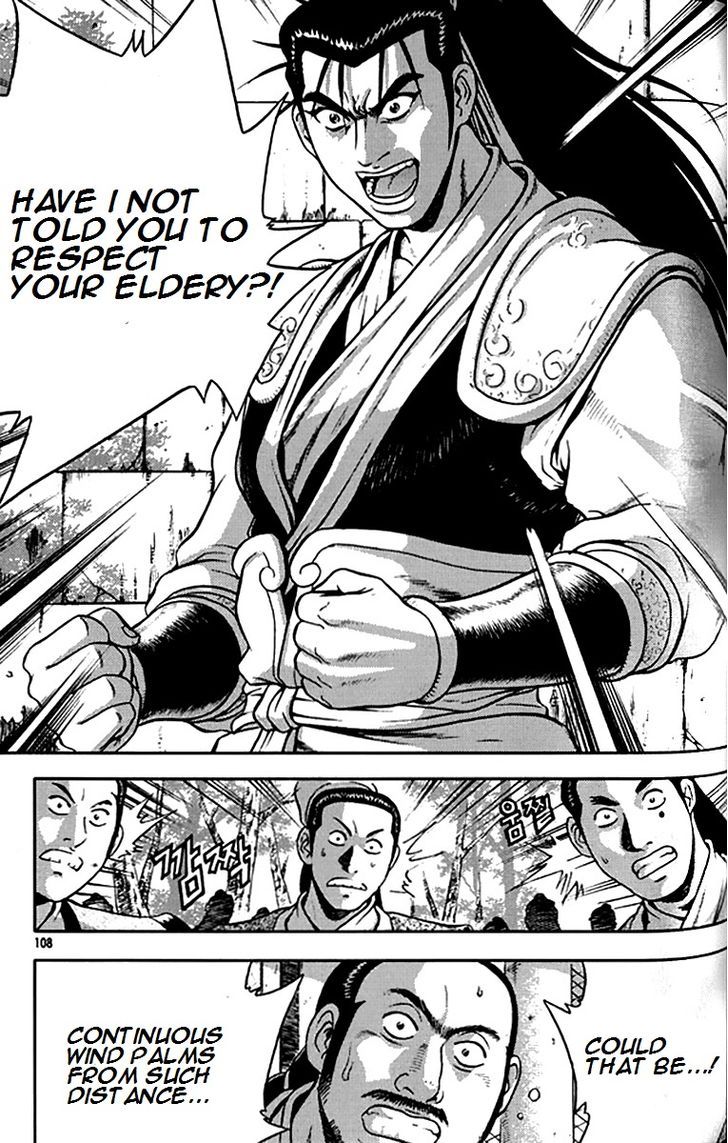 HAVE I NOT
TOLD YOU TO
RESPECT
YOUR ELDERY?!
깜짝
움찔
108
CONTINUOUS
WIND PALMS
FROM SUCH
DISTANCE...
COULD
THAT BE...!